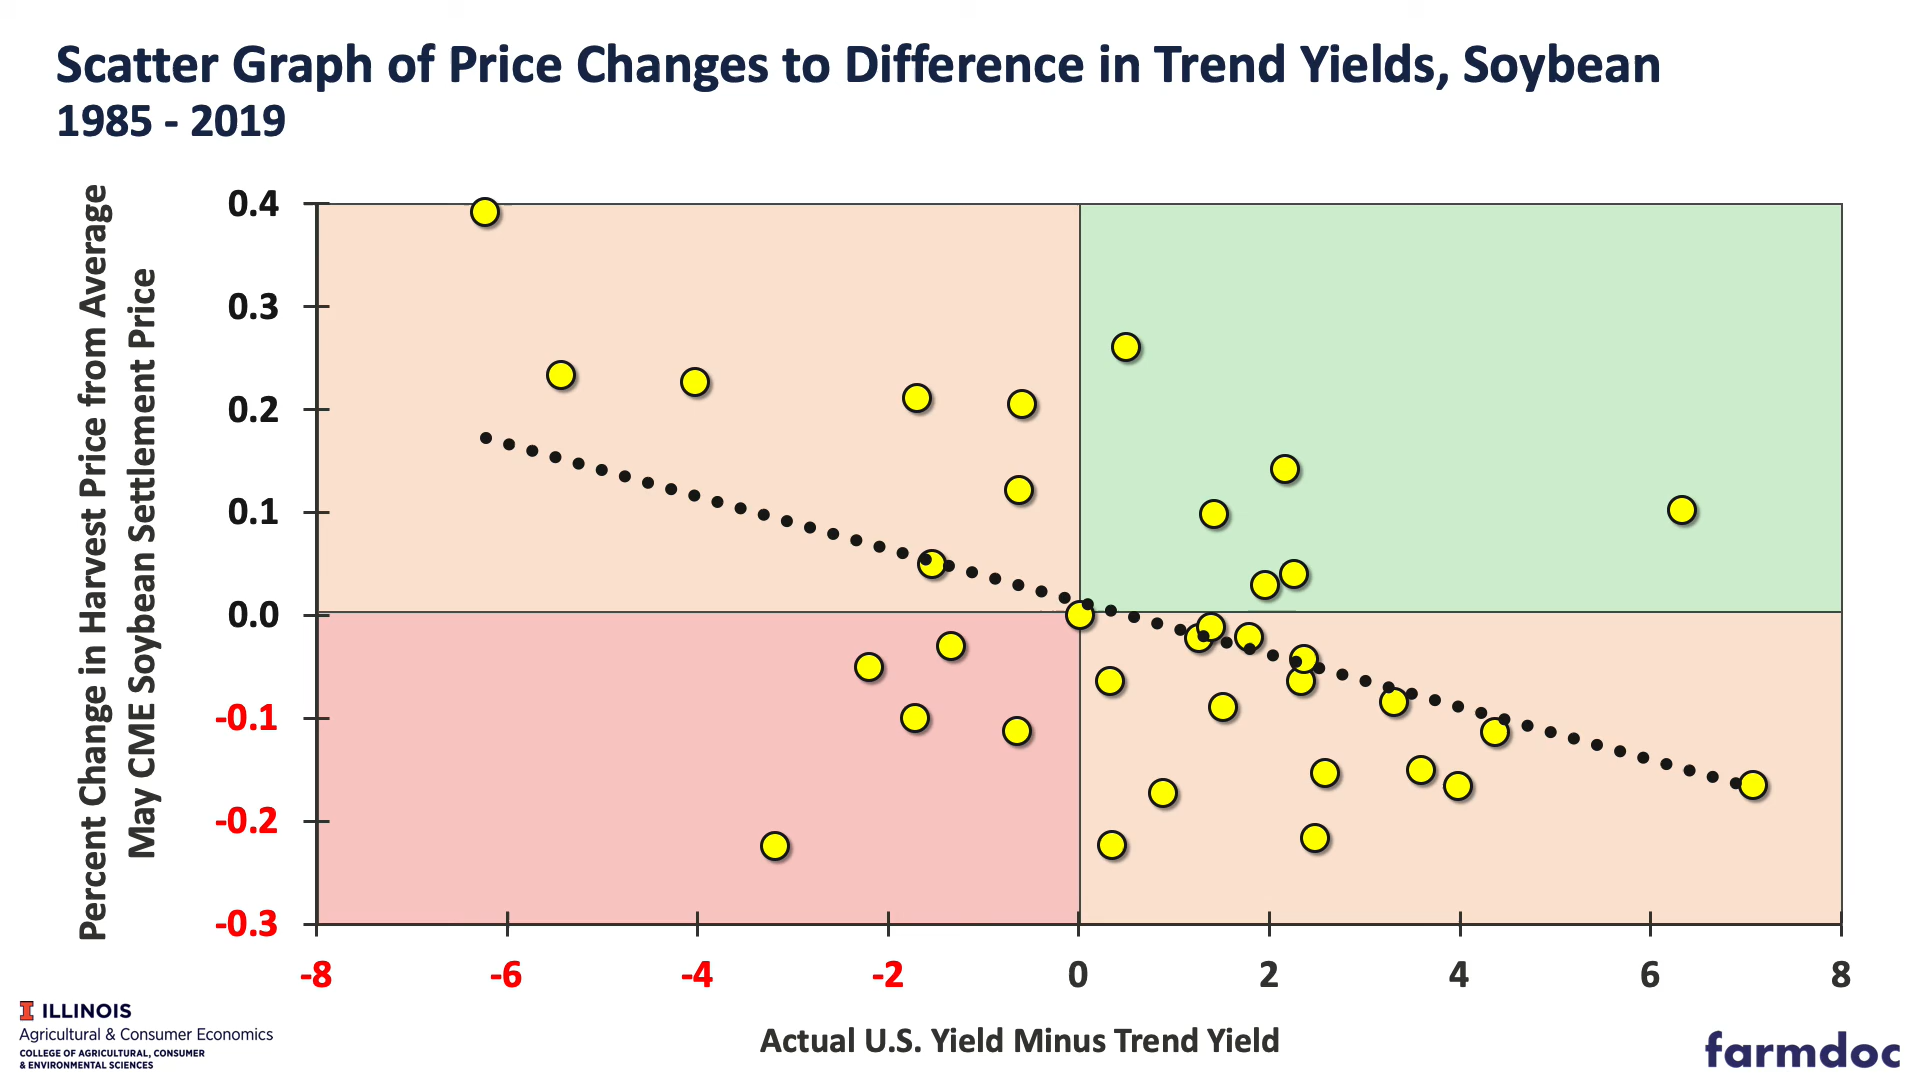 Scatter Graph of Price Changes to Difference in Trend Yields, Soybean
1985 - 2019
Percent Change in Harvest Price from Average
May CME Soybean Settlement Price
0.4
0.3
0.2
0.1
0.0
-0.1
-0.2
-0.3
-8 -6 -4 -2 0 2 4 6 8
Actual U.S. Yield Minus Trend Yield
I ILLINOIS
Agricultural & Consumer Economics
COLLEGE OF AGRICULTURAL, CONSUMER
& ENVIRONMENTAL SCIENCES
farmdoc